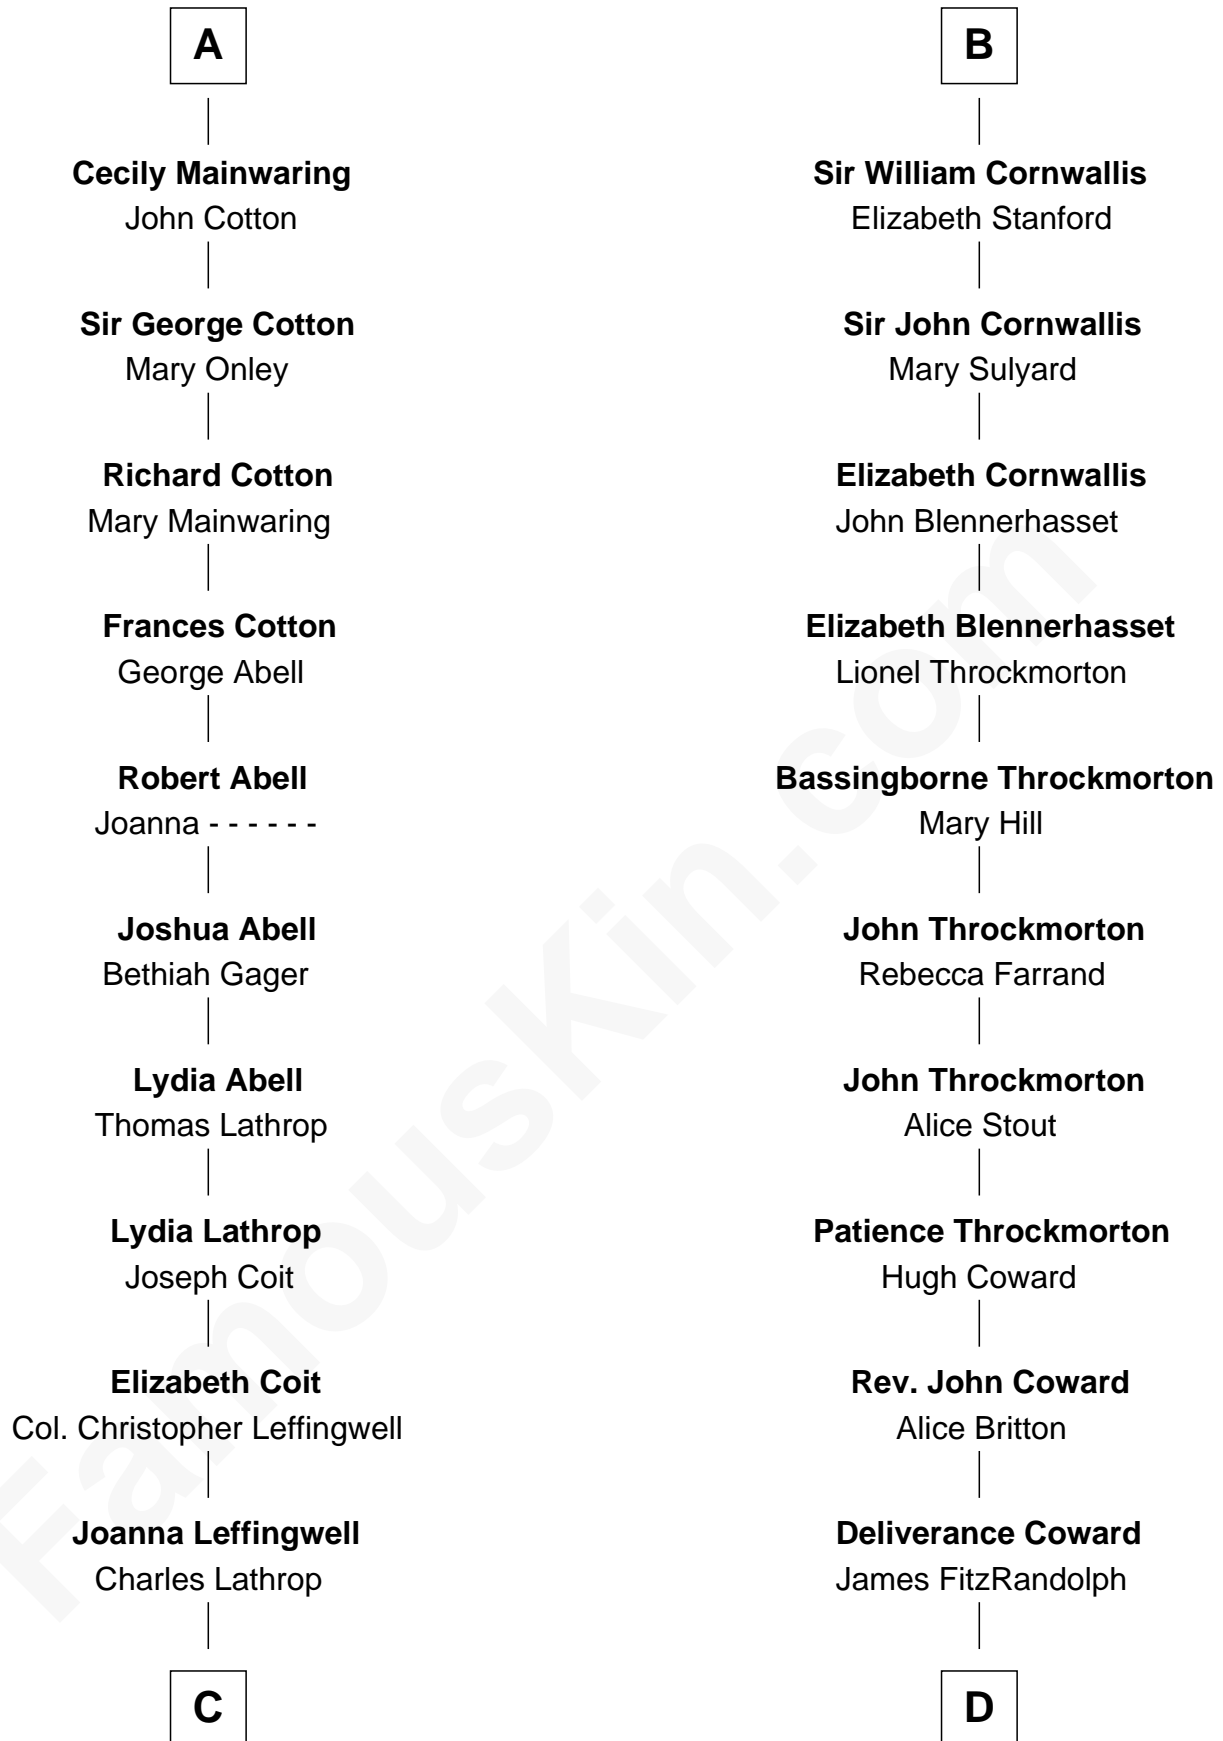 A
Cecily Mainwaring
John Cotton
Sir George Cotton
Mary Onley
Richard Cotton
Mary Mainwaring
Frances Cotton
George Abell
Robert Abell
Joanna - - - - - -
Joshua Abell
Bethiah Gager
Lydia Abell
Thomas Lathrop
Lydia Lathrop
Joseph Coit
Elizabeth Coit
Col. Christopher Leffingwell
Joanna Leffingwell
Charles Lathrop
C
B
Sir William Cornwallis
Elizabeth Stanford
Sir John Cornwallis
Mary Sulyard
Elizabeth Cornwallis
John Blennerhasset
Elizabeth Blennerhasset
Lionel Throckmorton
Bassingborne Throckmorton
Mary Hill
John Throckmorton
Rebecca Farrand
John Throckmorton
Alice Stout
Patience Throckmorton
Hugh Coward
Rev. John Coward
Alice Britton
Deliverance Coward
James FitzRandolph
D
FamousKin.com